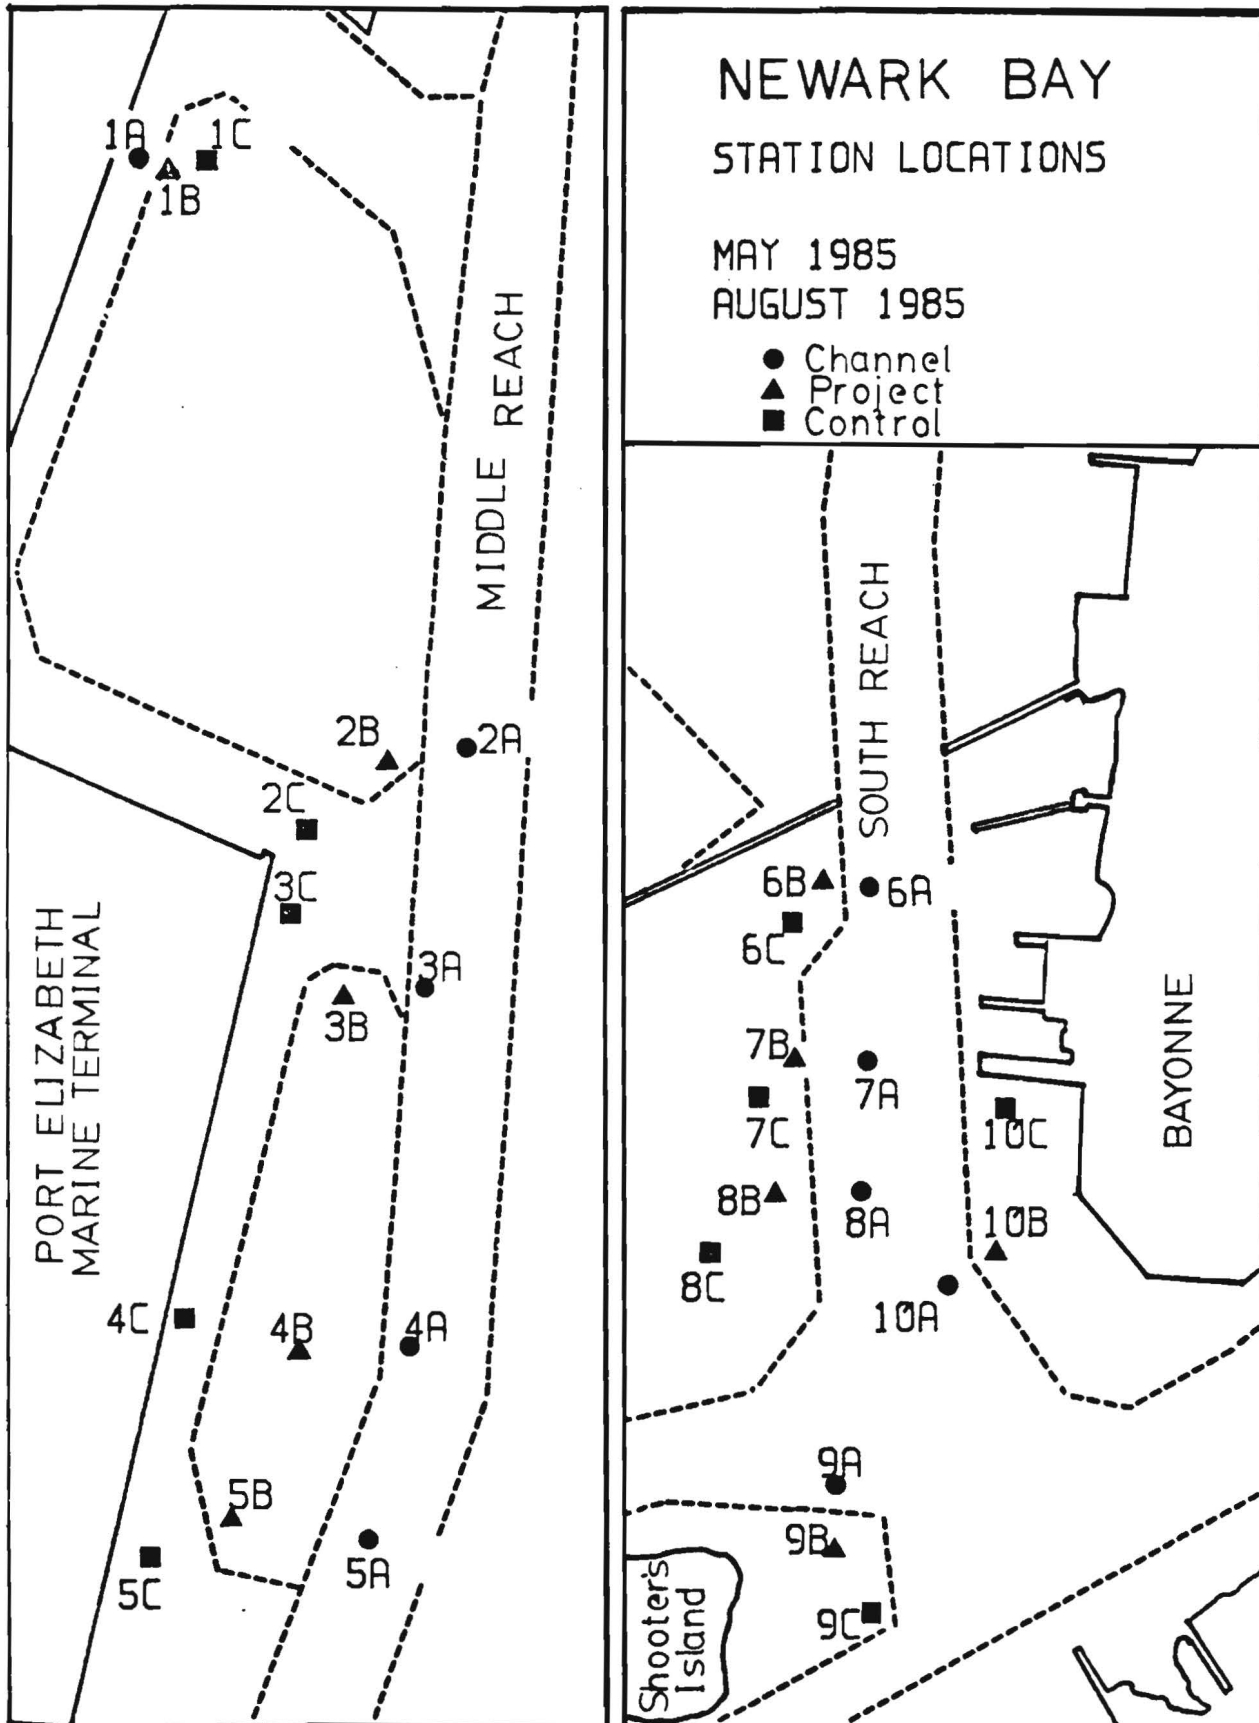 1A
1C
1B
MIDDLE REACH
2B
2A
2C
3C
3A
3B
PORT ELIZABETH
MARINE TERMINAL
4C
4B
4A
5B
5A
5C
NEWARK BAY
STATION LOCATIONS
MAY 1985
AUGUST 1985
Channel
Project
Control
SOUTH REACH
6B
6A
6C
7B
7A
7C
10C
BAYONNE
8B
8A
8C
10B
10A
9A
9B
9C
Shooter's
Island